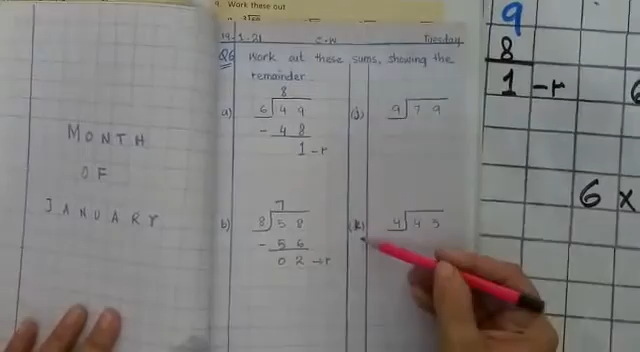 9. Work these out
19-1-21 C.W Tuesday
Q6 Work out these sums, showing the
remainder
8
a) 6 4 9
- 4 8
1 -r
(j) 9 7 9
MONTH
OF
JANUARY
7
b) 8 5 8
- 5 6
0 2 →r
(k) 4 4 5
9
8
1 -r
6 x